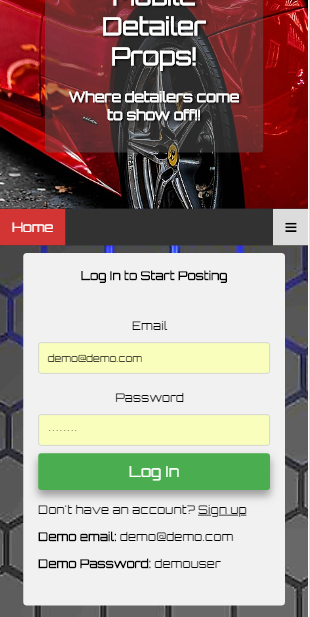 Mobile
Detailer
Props!
Where detailers come
to show off!!
Home
Log In to Start Posting
Email
demo@demo.com
Password
········
Log In
Don't have an account? Sign up
Demo email: demo@demo.com
Demo Password: demouser